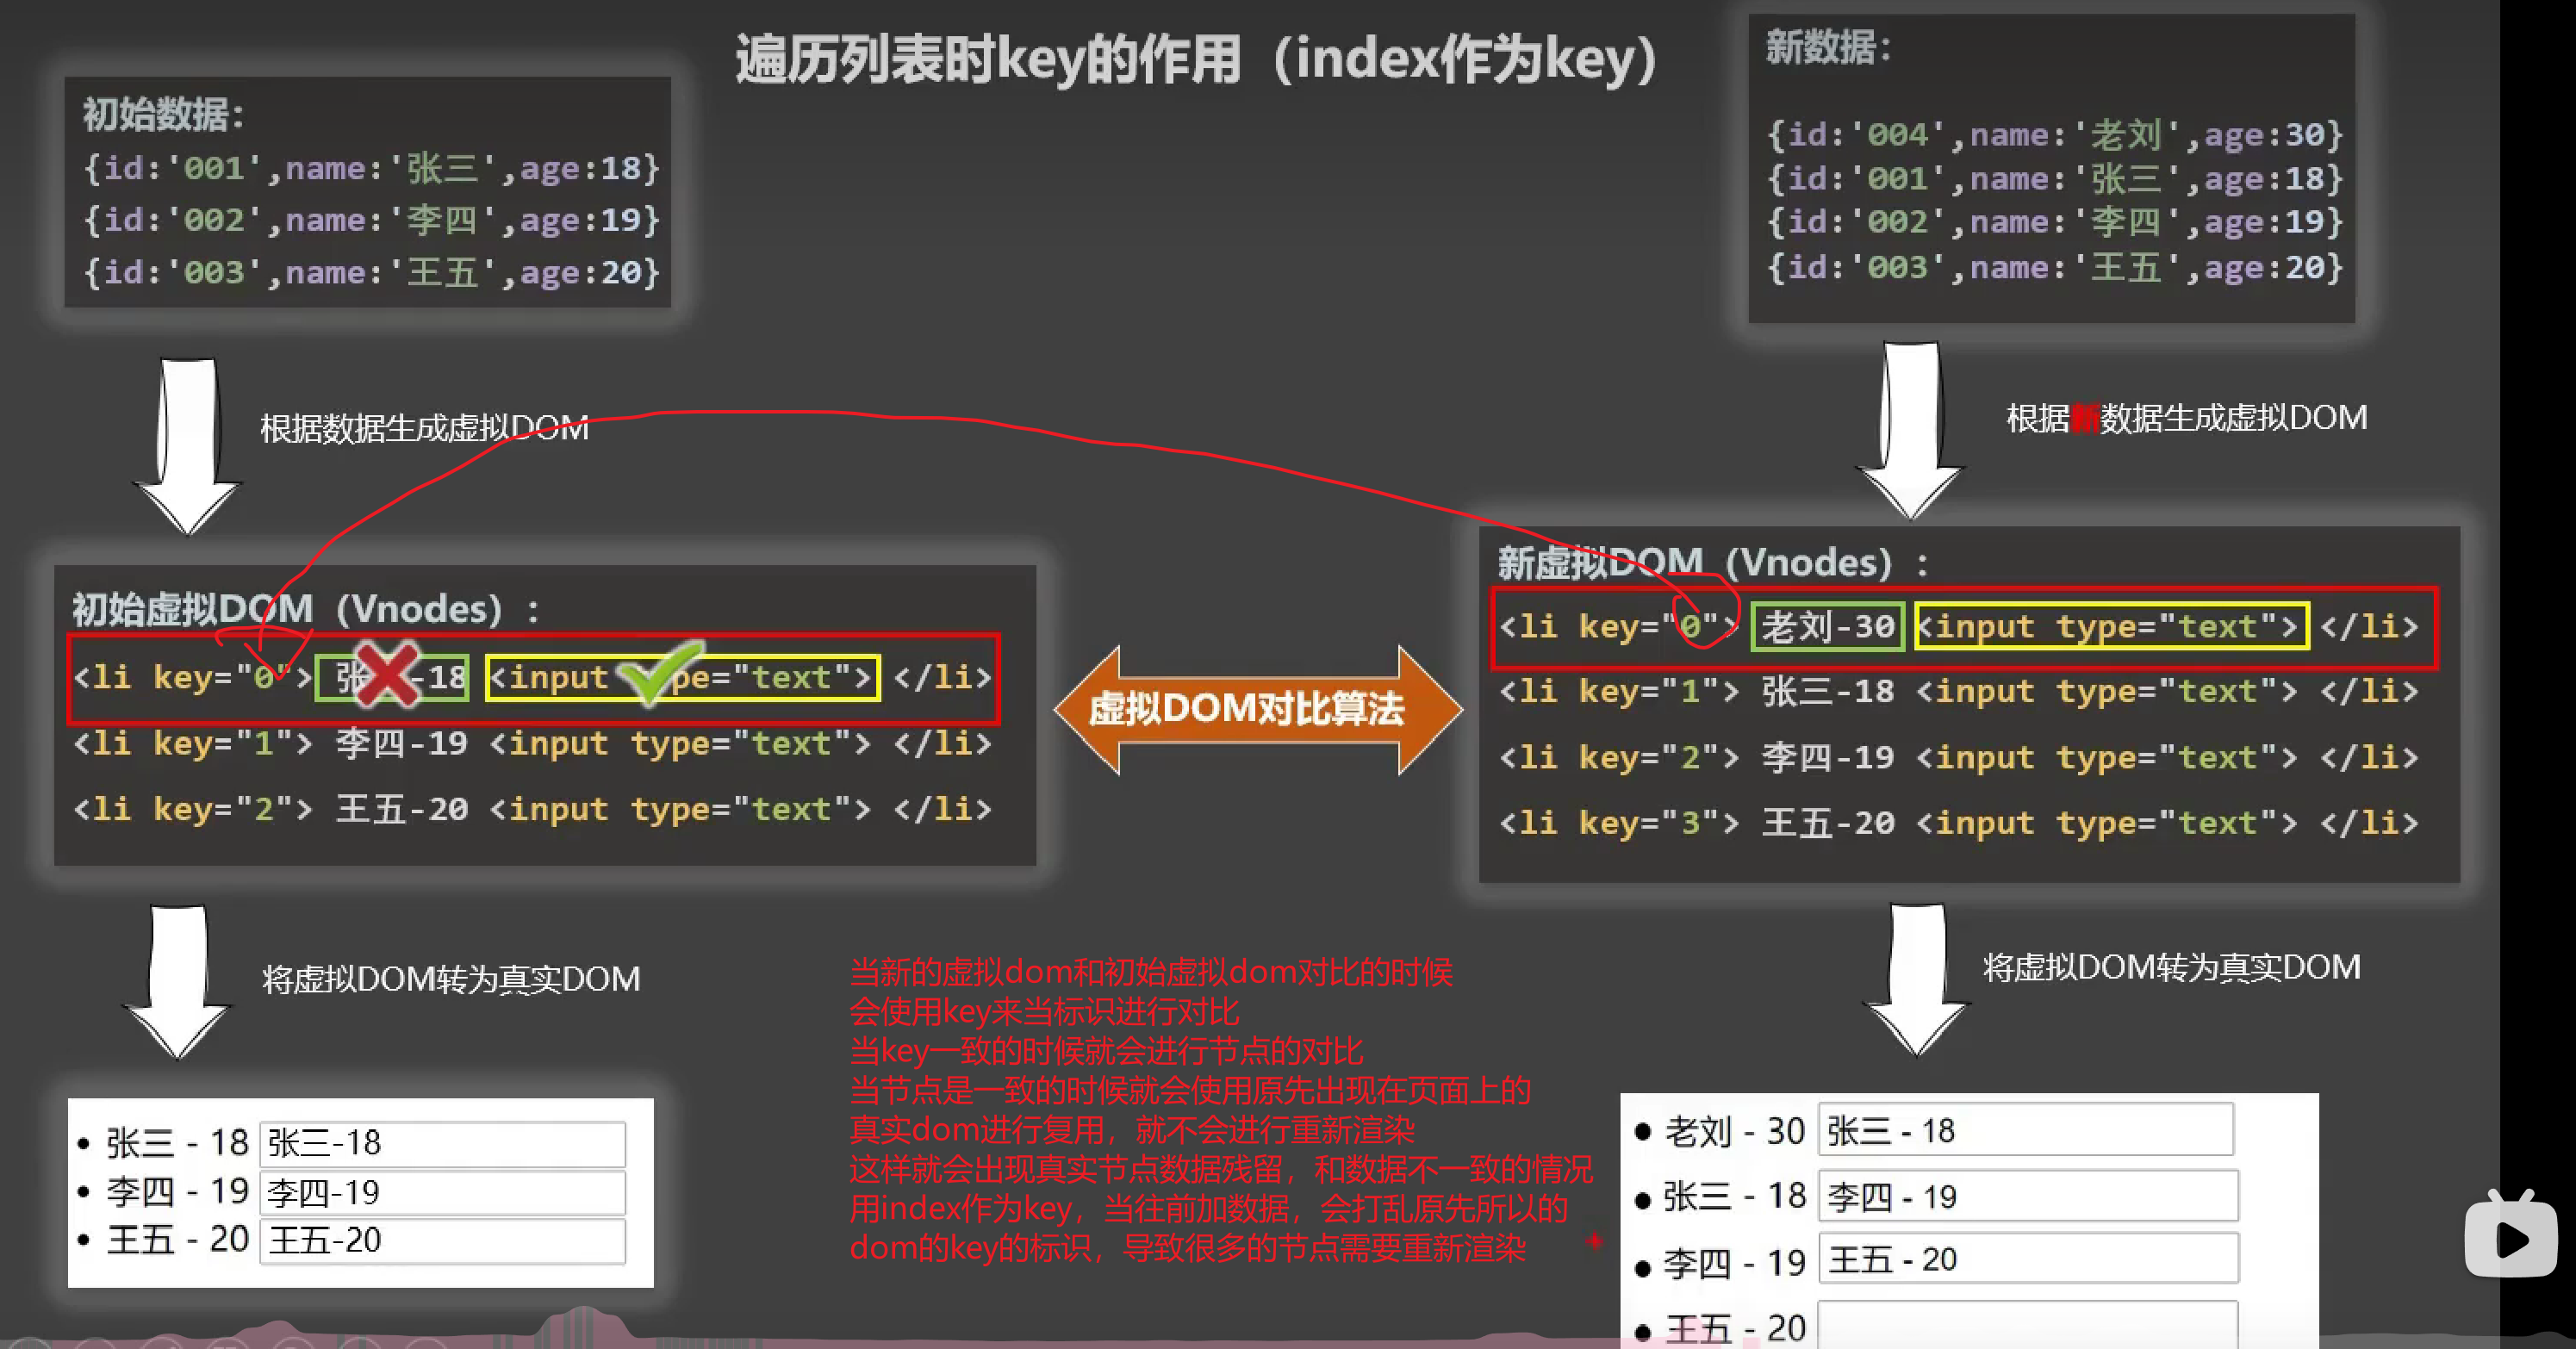 遍历列表时key的作用（index作为key）
初始数据：
{id:'001',name:'张三',age:18}
{id:'002',name:'李四',age:19}
{id:'003',name:'王五',age:20}
新数据：
{id:'004',name:'老刘',age:30}
{id:'001',name:'张三',age:18}
{id:'002',name:'李四',age:19}
{id:'003',name:'王五',age:20}
根据数据生成虚拟DOM
根据新数据生成虚拟DOM
初始虚拟DOM（Vnodes）：
<li key="0"> 张 -18 <input type="text"> </li>
<li key="1"> 李四-19 <input type="text"> </li>
<li key="2"> 王五-20 <input type="text"> </li>
虚拟DOM对比算法
新虚拟DOM（Vnodes）：
<li key="0"> 老刘-30 <input type="text"> </li>
<li key="1"> 张三-18 <input type="text"> </li>
<li key="2"> 李四-19 <input type="text"> </li>
<li key="3"> 王五-20 <input type="text"> </li>
将虚拟DOM转为真实DOM
将虚拟DOM转为真实DOM
当新的虚拟dom和初始虚拟dom对比的时候
会使用key来当标识进行对比
当key一致的时候就会进行节点的对比
当节点是一致的时候就会使用原先出现在页面上的
真实dom进行复用，就不会进行重新渲染
这样就会出现真实节点数据残留，和数据不一致的情况
用index作为key，当往前加数据，会打乱原先所以的
dom的key的标识，导致很多的节点需要重新渲染
张三 - 18 张三-18
李四 - 19 李四-19
王五 - 20 王五-20
老刘 - 30 张三 - 18
张三 - 18 李四 - 19
李四 - 19 王五 - 20
王五 - 20